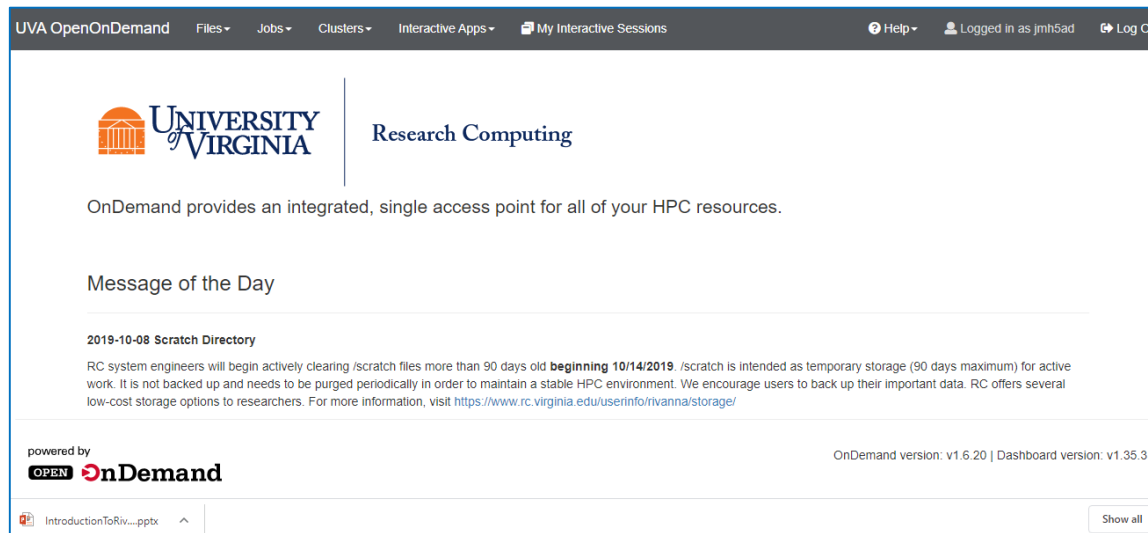 UVA OpenOnDemand Files Jobs Clusters Interactive Apps My Interactive Sessions Help Logged in as jmh5ad Log O
UNIVERSITY
of VIRGINIA
Research Computing
OnDemand provides an integrated, single access point for all of your HPC resources.
Message of the Day
2019-10-08 Scratch Directory
RC system engineers will begin actively clearing /scratch files more than 90 days old beginning 10/14/2019. /scratch is intended as temporary storage (90 days maximum) for active
work. It is not backed up and needs to be purged periodically in order to maintain a stable HPC environment. We encourage users to back up their important data. RC offers several
low-cost storage options to researchers. For more information, visit https://www.rc.virginia.edu/userinfo/rivanna/storage/
powered by
OPEN OnDemand
OnDemand version: v1.6.20 | Dashboard version: v1.35.3
IntroductionToRiv....pptx
Show all